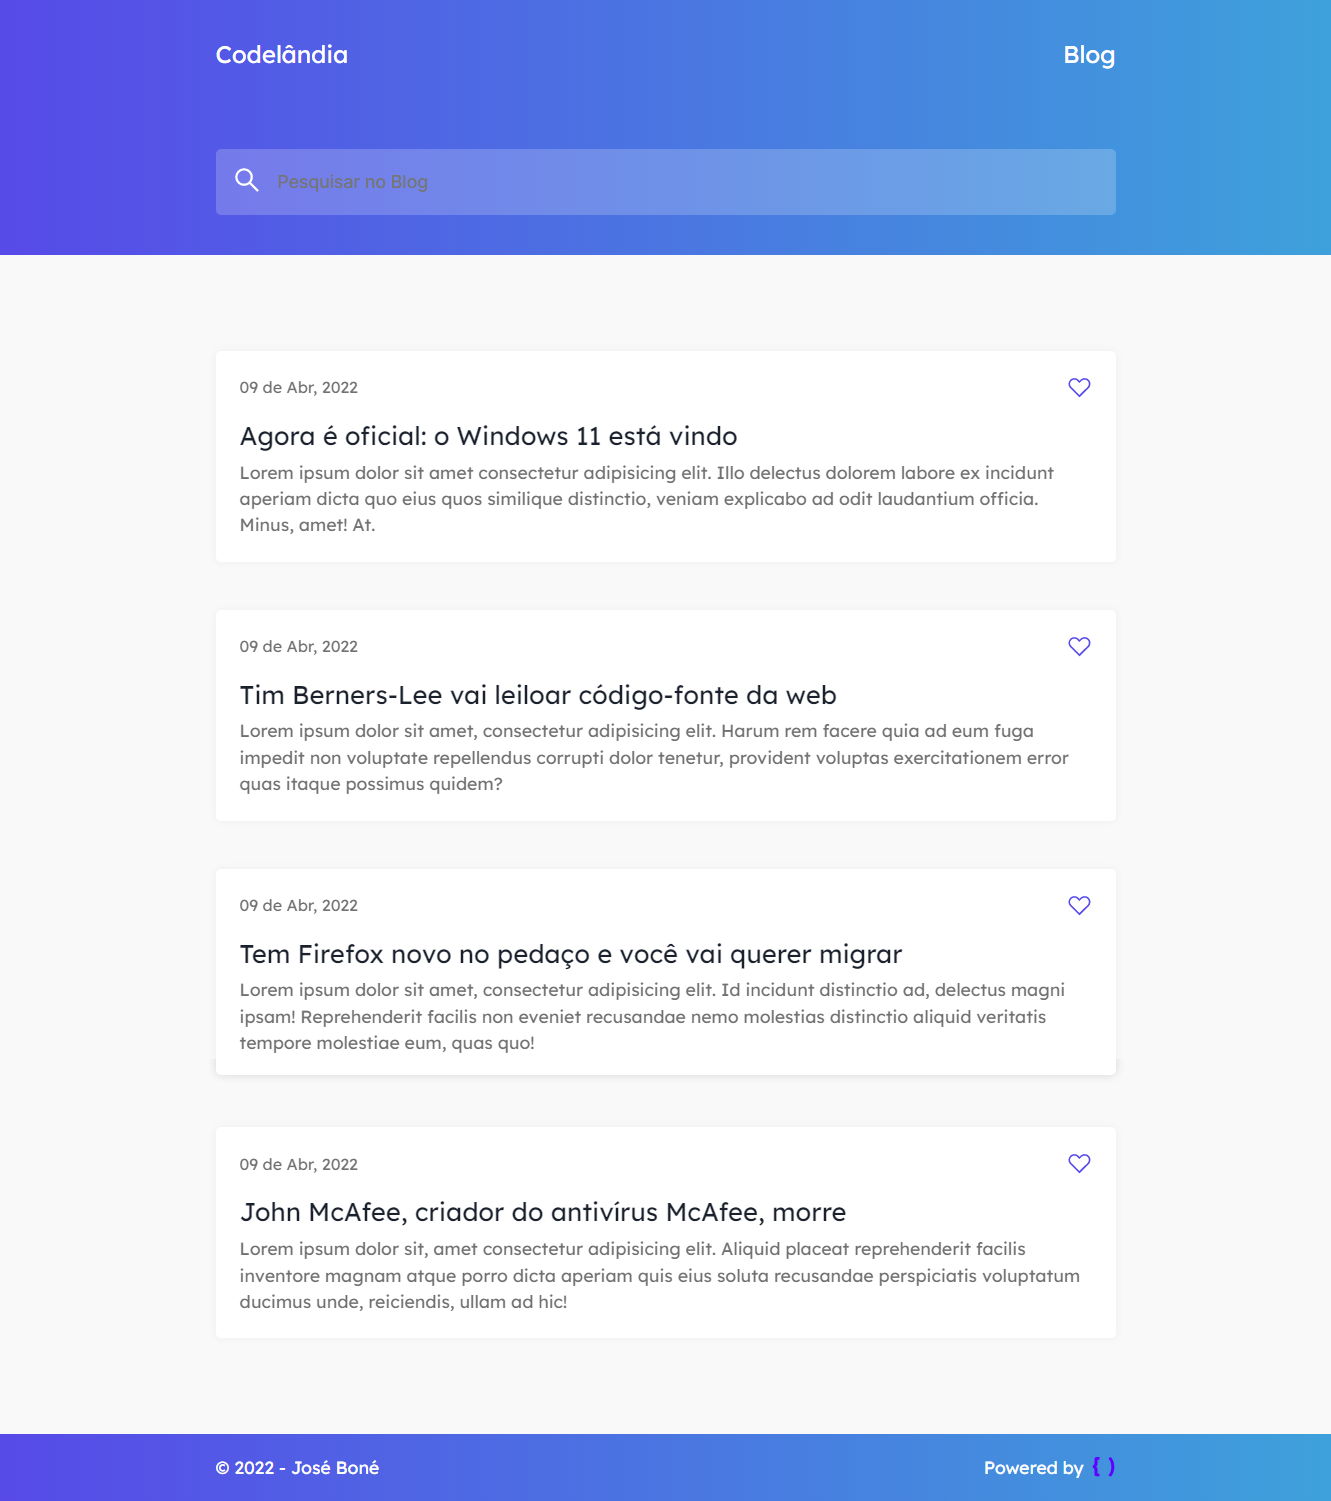 Codelândia
Blog
Pesquisar no Blog
09 de Abr, 2022
Agora é oficial: o Windows 11 está vindo
Lorem ipsum dolor sit amet consectetur adipisicing elit. Illo delectus dolorem labore ex incidunt
aperiam dicta quo eius quos similique distinctio, veniam explicabo ad odit laudantium officia.
Minus, amet! At.
09 de Abr, 2022
Tim Berners-Lee vai leiloar código-fonte da web
Lorem ipsum dolor sit amet, consectetur adipisicing elit. Harum rem facere quia ad eum fuga
impedit non voluptate repellendus corrupti dolor tenetur, provident voluptas exercitationem error
quas itaque possimus quidem?
09 de Abr, 2022
Tem Firefox novo no pedaço e você vai querer migrar
Lorem ipsum dolor sit amet, consectetur adipisicing elit. Id incidunt distinctio ad, delectus magni
ipsam! Reprehenderit facilis non eveniet recusandae nemo molestias distinctio aliquid veritatis
tempore molestiae eum, quas quo!
09 de Abr, 2022
John McAfee, criador do antivírus McAfee, morre
Lorem ipsum dolor sit, amet consectetur adipisicing elit. Aliquid placeat reprehenderit facilis
inventore magnam atque porro dicta aperiam quis eius soluta recusandae perspiciatis voluptatum
ducimus unde, reiciendis, ullam ad hic!
© 2022 - José Boné
Powered by { )